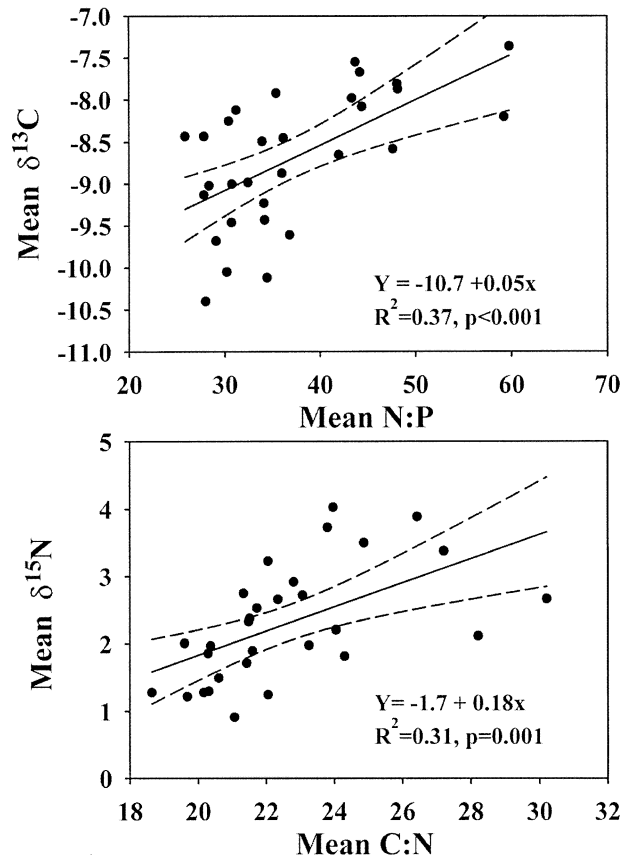 -7.0
-7.5
-8.0
-8.5
-9.0
-9.5
-10.0
-10.5
-11.0
Mean δ¹³C
Y = -10.7 +0.05x
R²=0.37, p<0.001
20 30 40 50 60 70
Mean N:P
5
4
3
2
1
0
Mean δ¹⁵N
Y= -1.7 + 0.18x
R²=0.31, p=0.001
18 20 22 24 26 28 30 32
Mean C:N